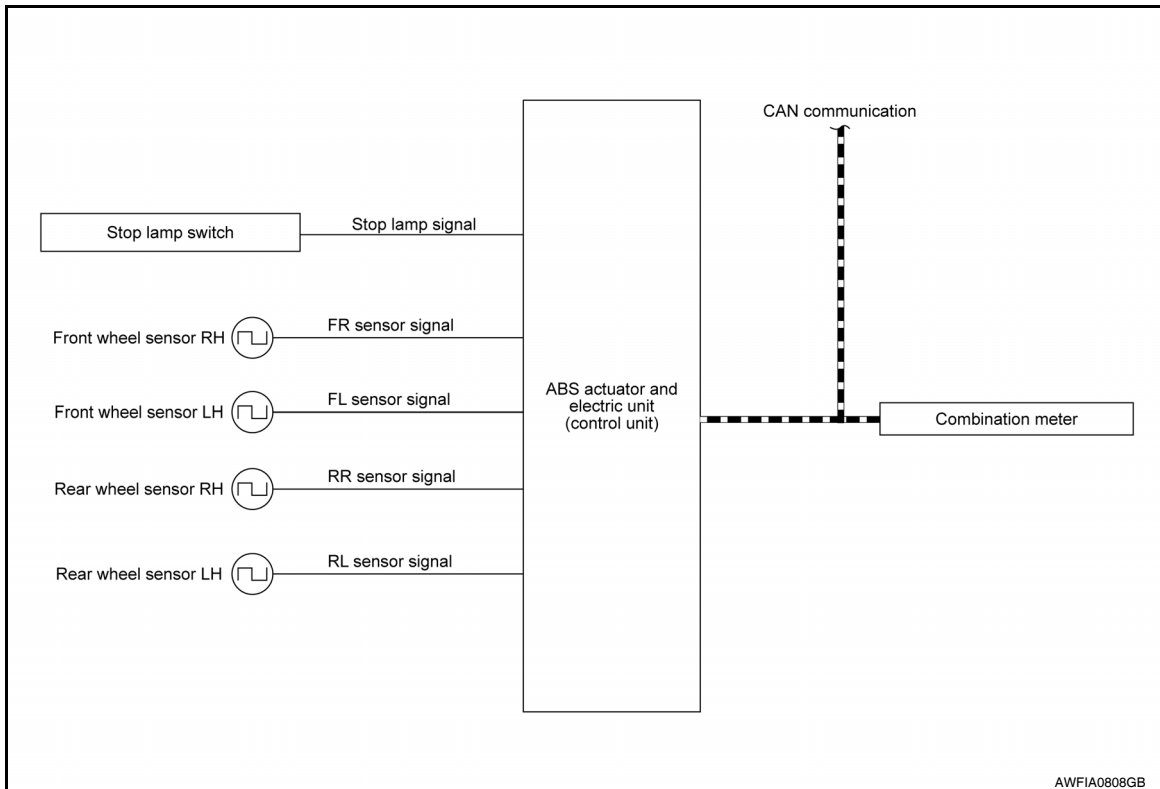 CAN communication
Stop lamp switch
Stop lamp signal
Front wheel sensor RH
FR sensor signal
Front wheel sensor LH
FL sensor signal
ABS actuator and
electric unit
(control unit)
Combination meter
Rear wheel sensor RH
RR sensor signal
Rear wheel sensor LH
RL sensor signal
AWFIA0808GB